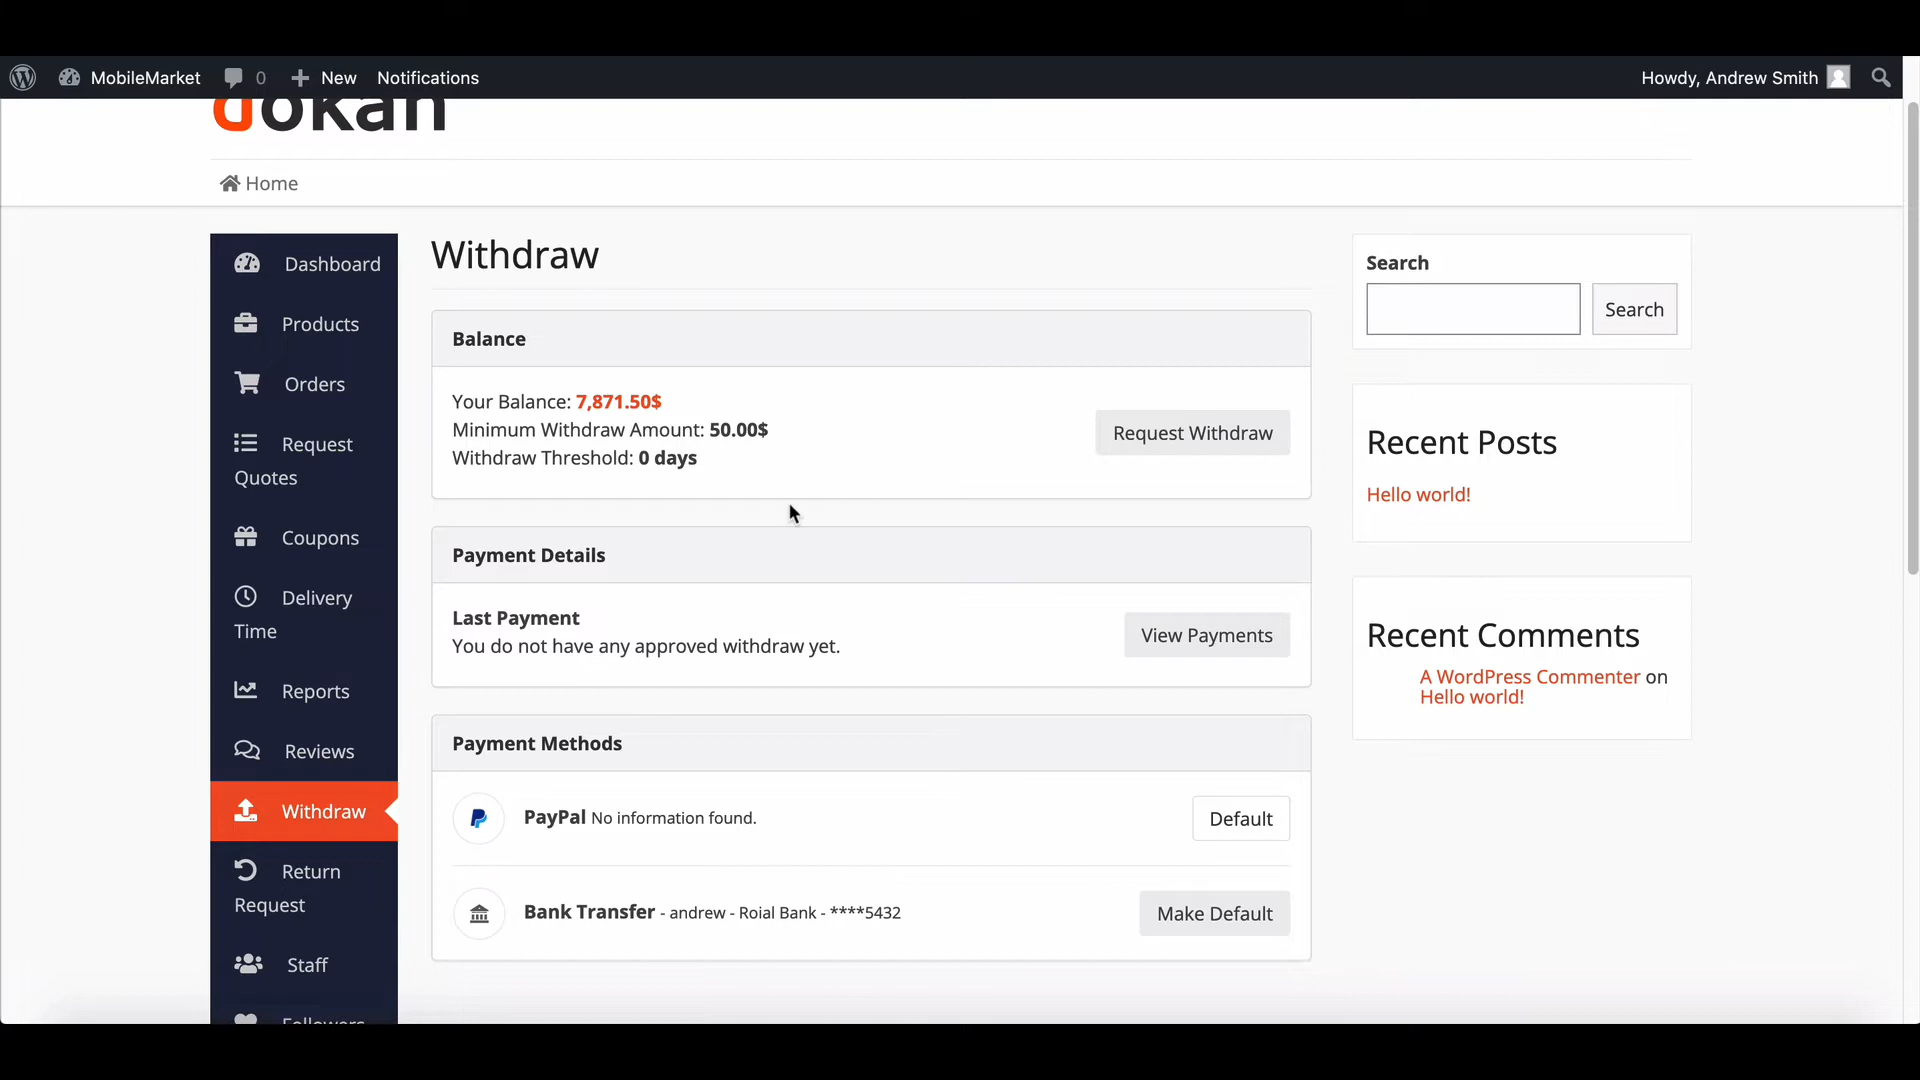 MobileMarket 0 New Notifications Howdy, Andrew Smith
dokan
Home
Dashboard
Products
Orders
Request
Quotes
Coupons
Delivery
Time
Reports
Reviews
Withdraw
Return
Request
Staff
Followers
Withdraw
Balance
Your Balance: 7,871.50$
Minimum Withdraw Amount: 50.00$
Withdraw Threshold: 0 days
Request Withdraw
Payment Details
Last Payment
You do not have any approved withdraw yet.
View Payments
Payment Methods
PayPal No information found.
Default
Bank Transfer - andrew - Roial Bank - ****5432
Make Default
Search
Search
Recent Posts
Hello world!
Recent Comments
A WordPress Commenter on
Hello world!